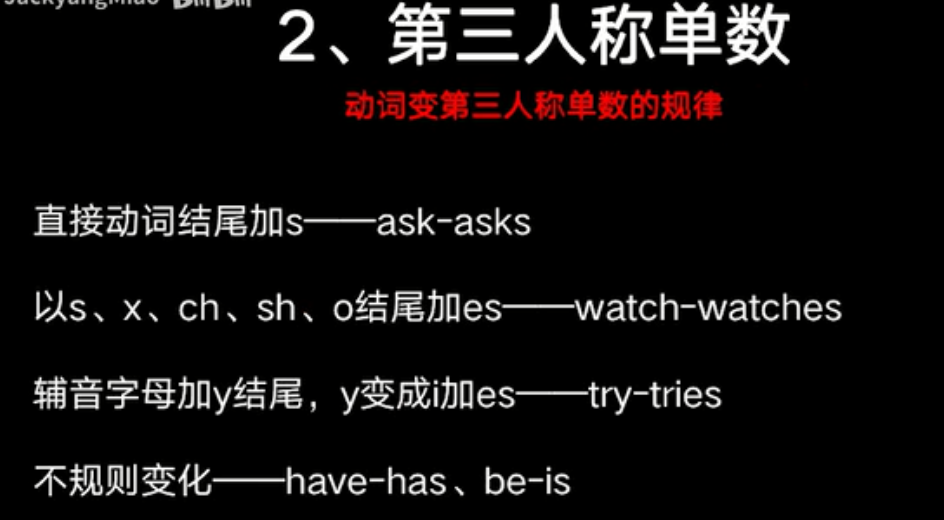 JackyangMiao bilibili
2、第三人称单数
动词变第三人称单数的规律
直接动词结尾加s——ask-asks
以s、x、ch、sh、o结尾加es——watch-watches
辅音字母加y结尾，y变成i加es——try-tries
不规则变化——have-has、be-is